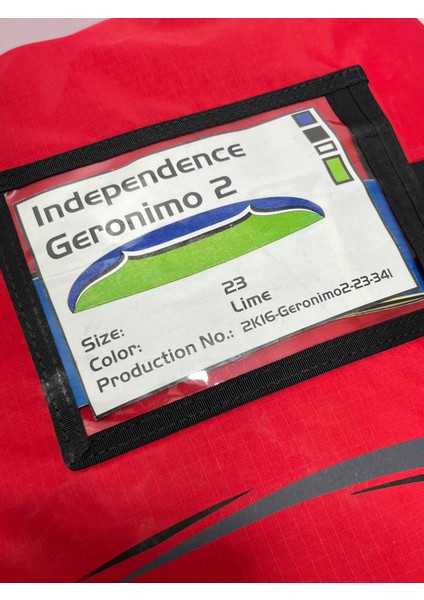 Independence
Geronimo 2
Size: 23
Color: Lime
Production No.: 2K16-Geronimo2-23-341